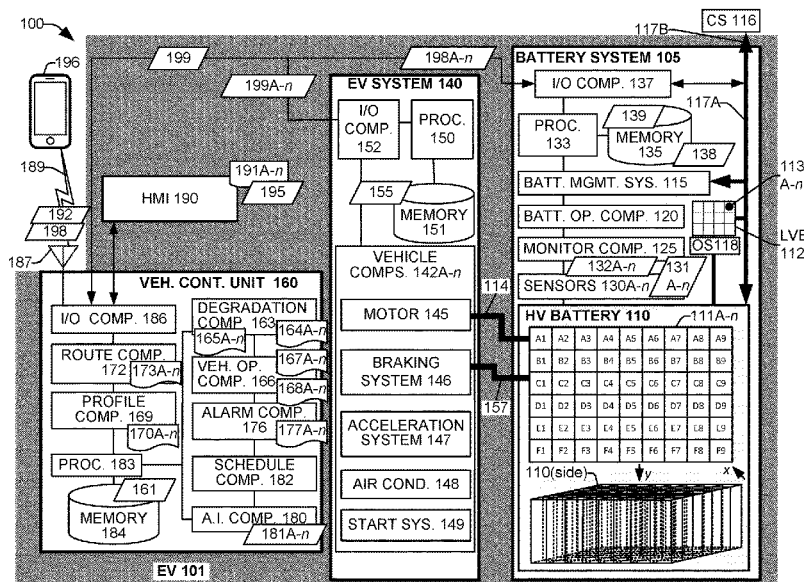 100
196
189
192
198
187
199
199A-n
198A-n
117B
CS 116
HMI 190
191A-n
195
VEH. CONT. UNIT 160
I/O COMP. 186
ROUTE COMP.
172
173A-n
PROFILE
COMP. 169
170A-n
PROC. 183
161
MEMORY
184
DEGRADATION
COMP. 163
164A-n
165A-n
167A-n
VEH. OP.
COMP. 166
168A-n
ALARM COMP.
176
177A-n
SCHEDULE
COMP. 182
A.I. COMP. 180
181A-n
EV 101
EV SYSTEM 140
I/O
COMP.
152
PROC.
150
155
MEMORY
151
VEHICLE
COMPS. 142A-n
MOTOR 145
BRAKING
SYSTEM 146
ACCELERATION
SYSTEM 147
AIR COND. 148
START SYS. 149
114
157
BATTERY SYSTEM 105
I/O COMP. 137
117A
PROC.
133
139
MEMORY
135
138
113
A-n
BATT. MGMT. SYS. 115
BATT. OP. COMP. 120
LVB
112
OS118
MONITOR COMP. 125
132A-n
131
A-n
SENSORS 130A-n
HV BATTERY 110
111A-n
A1 A2 A3 A4 A5 A6 A7 A8 A9
B1 B2 B3 B4 B5 B6 B7 B8 B9
C1 C2 C3 C4 C5 C6 C7 C8 C9
D1 D2 D3 D4 D5 D6 D7 D8 D9
E1 E2 E3 E4 E5 E6 E7 E8 E9
F1 F2 F3 F4 F5 F6 F7 F8 F9
110(side)
y
x